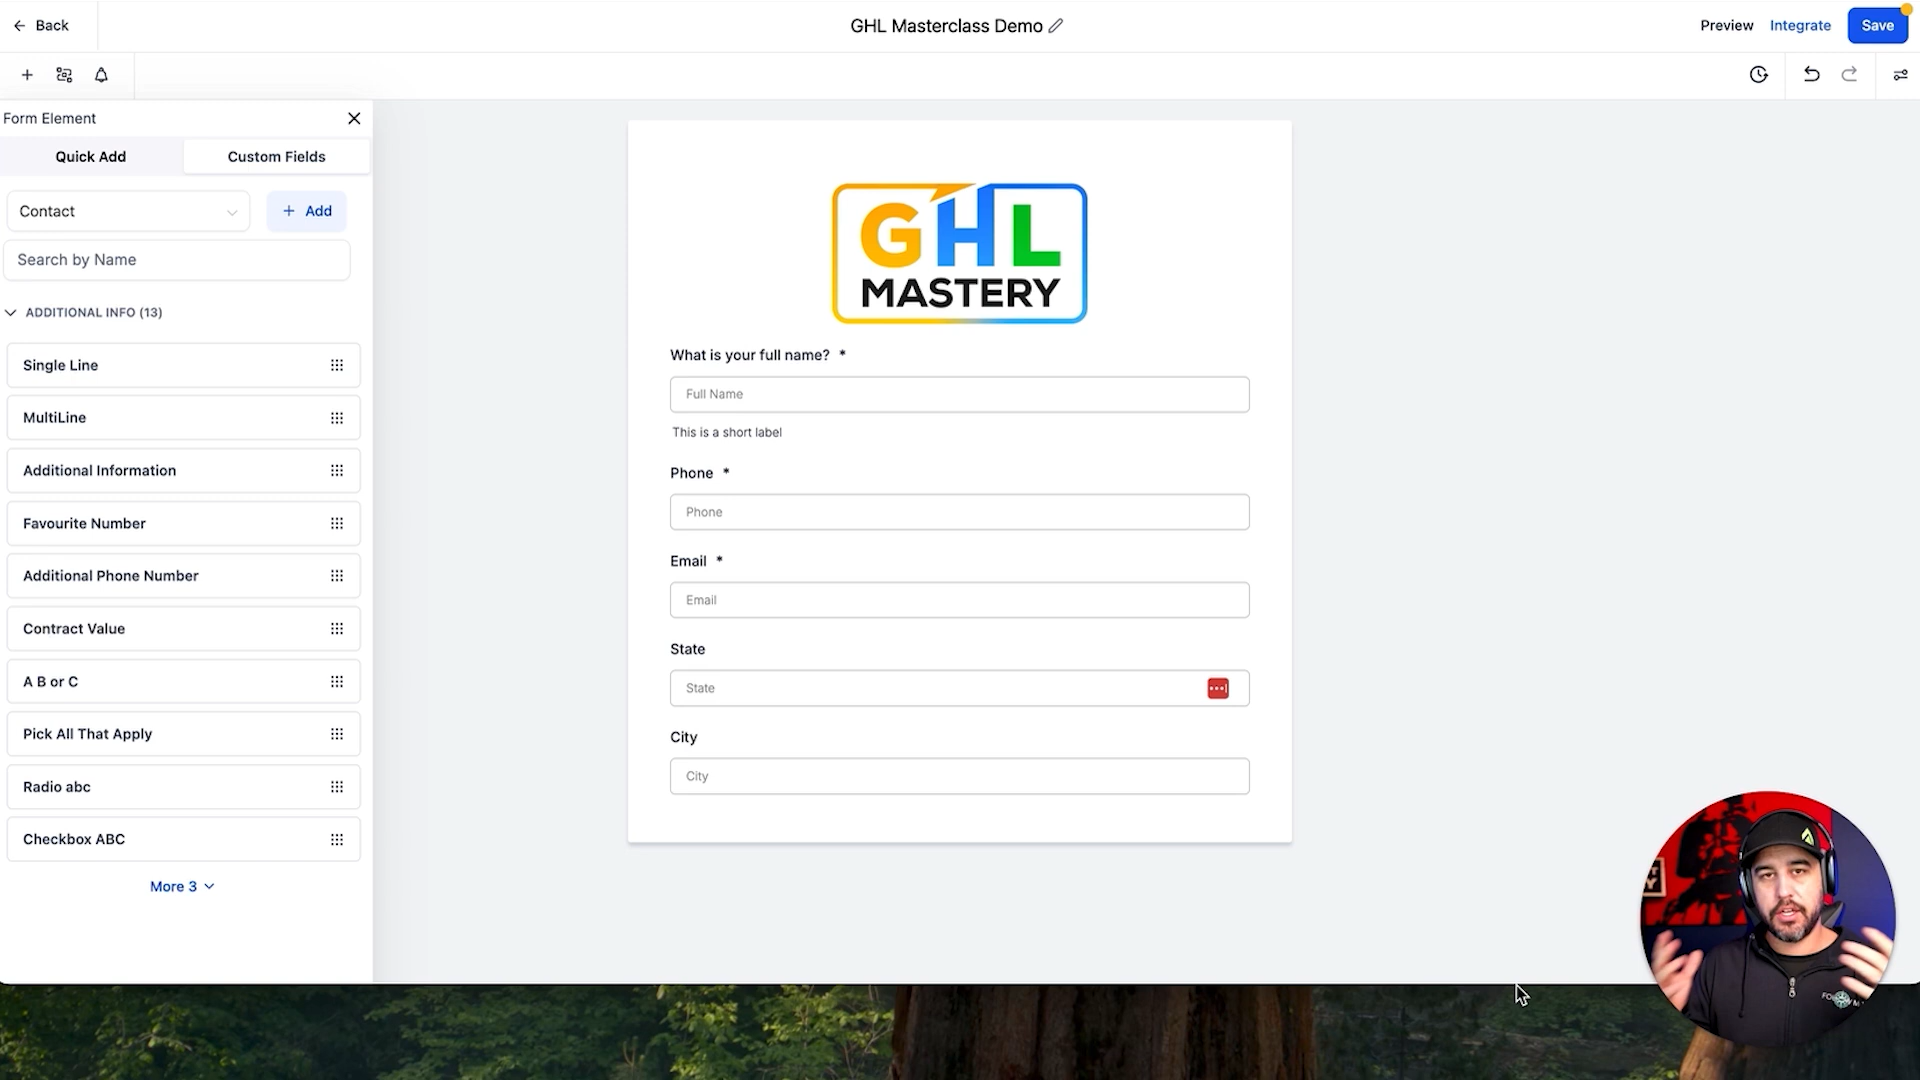 Back
GHL Masterclass Demo
Preview
Integrate
Save
Form Element
Quick Add
Custom Fields
Contact
+ Add
Search by Name
ADDITIONAL INFO (13)
Single Line
MultiLine
Additional Information
Favourite Number
Additional Phone Number
Contract Value
A B or C
Pick All That Apply
Radio abc
Checkbox ABC
More 3
GHL
MASTERY
What is your full name? *
Full Name
This is a short label
Phone *
Phone
Email *
Email
State
State
City
City